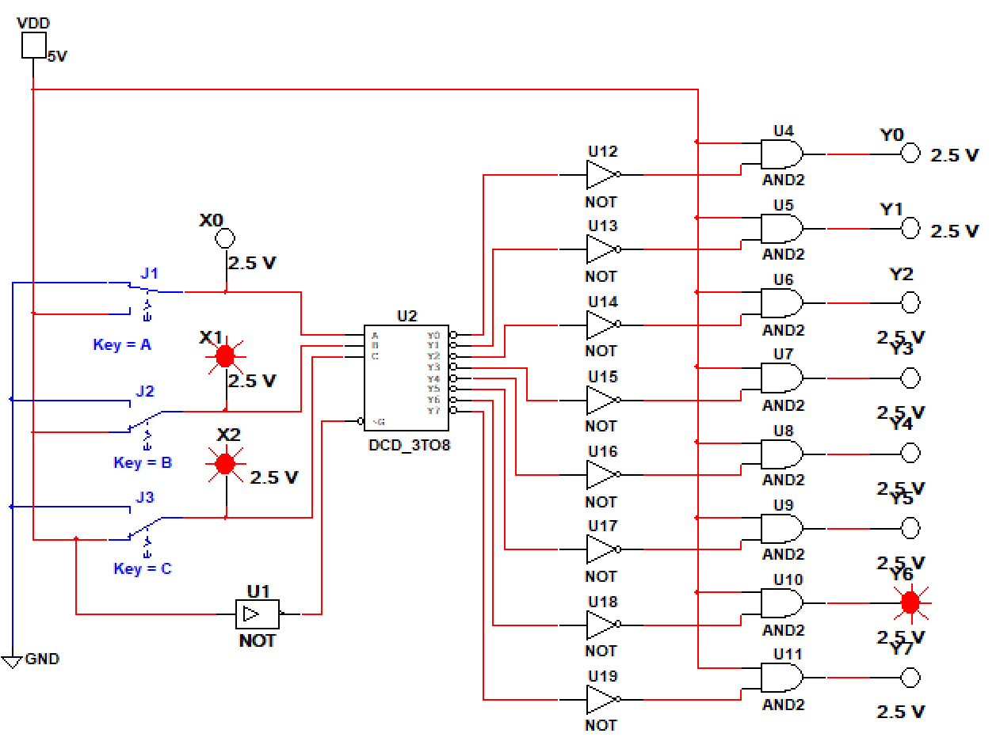 VDD
5V
U4
Y0
2.5 V
AND2
U12
NOT
U5
Y1
2.5 V
AND2
U13
NOT
X0
2.5 V
J1
Key = A
U6
Y2
2.5 V
AND2
U14
NOT
U2
A
B
C
~G
Y0
Y1
Y2
Y3
Y4
Y5
Y6
Y7
DCD_3TO8
X1
2.5 V
J2
Key = B
U7
Y3
2.5 V
AND2
U15
NOT
X2
2.5 V
J3
Key = C
U8
Y4
2.5 V
AND2
U16
NOT
U9
Y5
2.5 V
AND2
U17
NOT
U1
NOT
U10
Y6
2.5 V
AND2
U18
NOT
GND
U11
Y7
2.5 V
AND2
U19
NOT